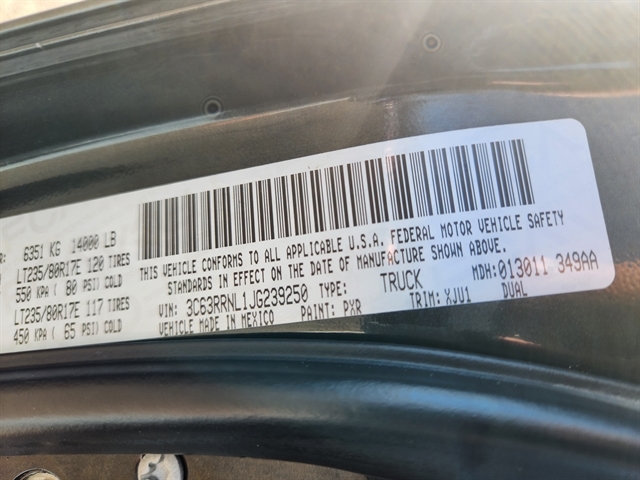 6351 KG 14000 LB
LT235/80R17E 120 TIRES
550 KPA ( 80 PSI) COLD
LT235/80R17E 117 TIRES
450 KPA ( 65 PSI) COLD
THIS VEHICLE CONFORMS TO ALL APPLICABLE U.S.A. FEDERAL MOTOR VEHICLE SAFETY
STANDARDS IN EFFECT ON THE DATE OF MANUFACTURE SHOWN ABOVE.
VIN: 3C63RRNL1JG239250 TYPE: TRUCK MDH: 013011 349AA
VEHICLE MADE IN MEXICO PAINT: PXR TRIM: XJU1 DUAL